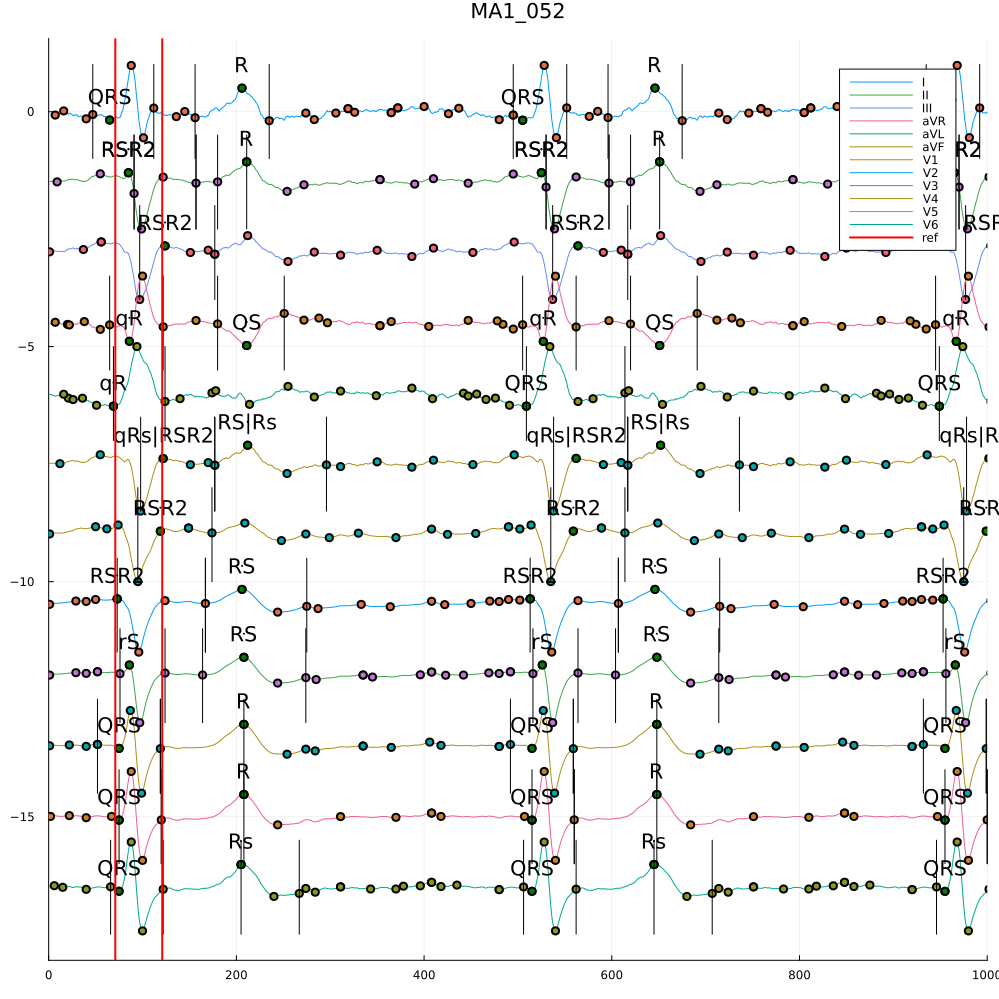 MA1_052
R R
QRS QRS
0
I
II
III
aVR
aVL
aVF
V1
V2
V3
V4
V5
V6
ref
RSR2 R RSR2 R R2
RSR2 RSR2 RSR
qR QS qR QS qR
−5
qR QRS QRS
qRs|RSR2 RS|Rs qRs|RSR2 RS|Rs qRs|R
RSR2 RSR2 RSR
−10
RSR2 RS RSR2 RS RSR2
rS RS rS RS rS
QRS R QRS R QRS
QRS R QRS R QRS
−15
QRS Rs QRS Rs QRS
0 200 400 600 800 1000